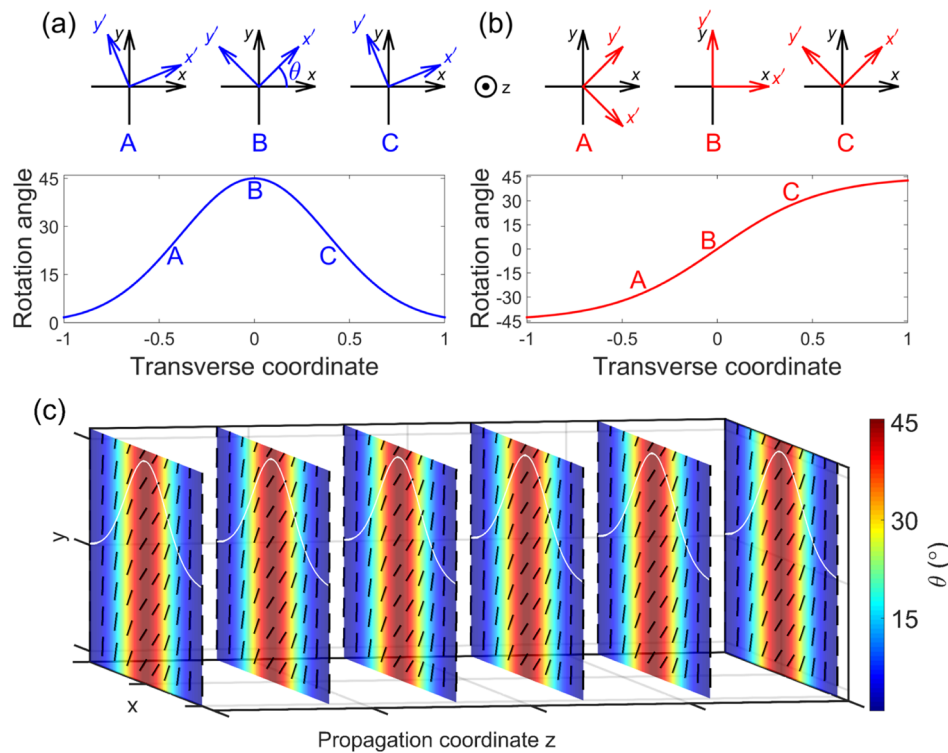 (a)
y′ y x′ x
y′ y x′ θ x
y′ y x′ x
A B C
Rotation angle
45
30
15
0
A B C
-1 -0.5 0 0.5 1
Transverse coordinate
(b)
z
y y′ x x′
y′ y x x′
y′ y x′ x
A B C
Rotation angle
45
30
15
0
-15
-30
-45
A B C
-1 -0.5 0 0.5 1
Transverse coordinate
(c)
y
x
Propagation coordinate z
45
30
15
θ (°)